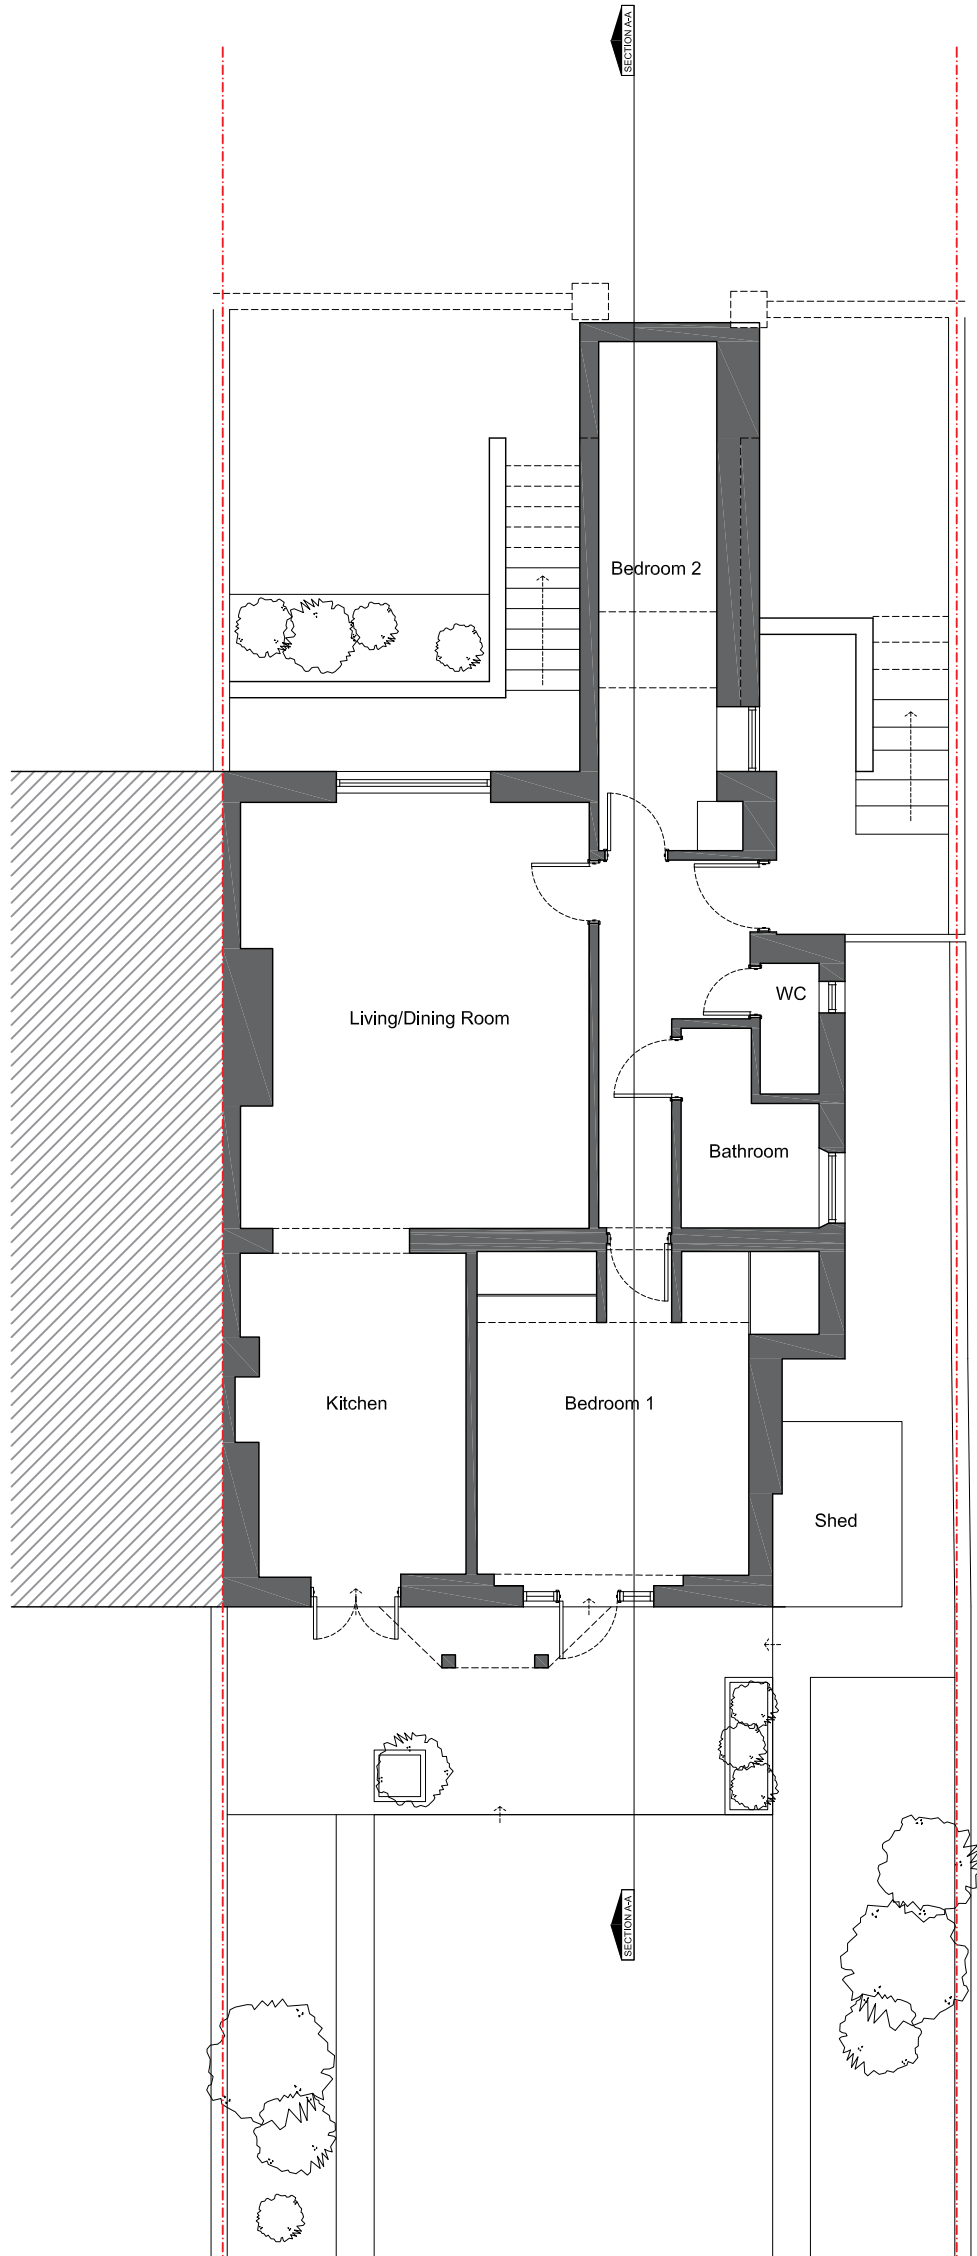 SECTION A-A
Bedroom 2
WC
Living/Dining Room
Bathroom
Kitchen
Bedroom 1
Shed
SECTION A-A